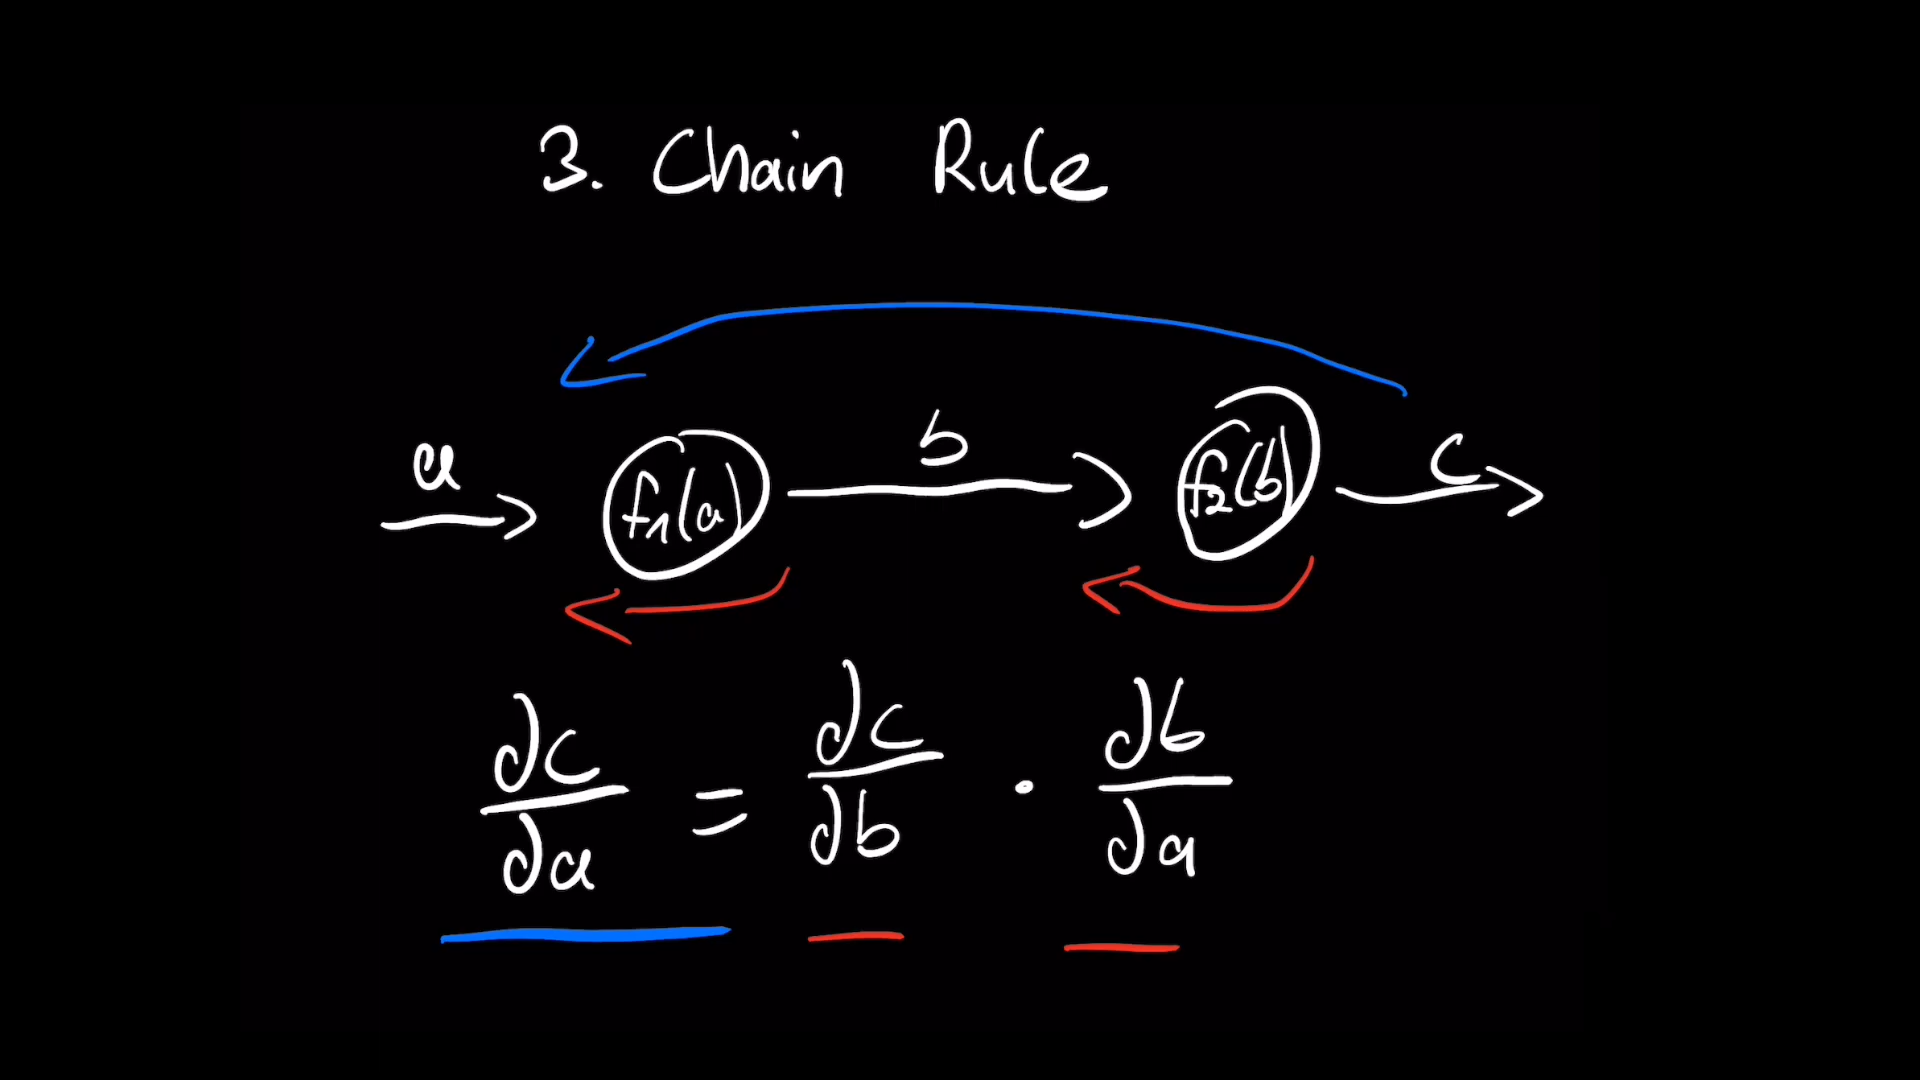 3. Chain Rule
a f₁(a) b f₂(b) c
∂c/∂a = ∂c/∂b · ∂b/∂a